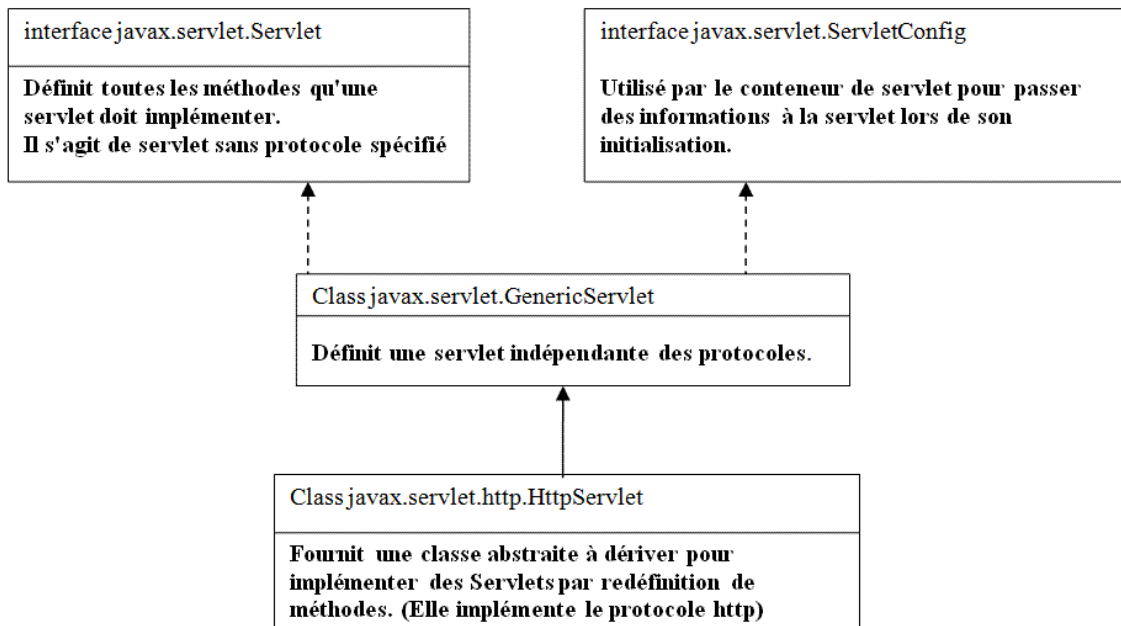 interface javax.servlet.Servlet
Définit toutes les méthodes qu'une
servlet doit implémenter.
Il s'agit de servlet sans protocole spécifié
interface javax.servlet.ServletConfig
Utilisé par le conteneur de servlet pour passer
des informations à la servlet lors de son
initialisation.
Class javax.servlet.GenericServlet
Définit une servlet indépendante des protocoles.
Class javax.servlet.http.HttpServlet
Fournit une classe abstraite à dériver pour
implémenter des Servlets par redéfinition de
méthodes. (Elle implémente le protocole http)